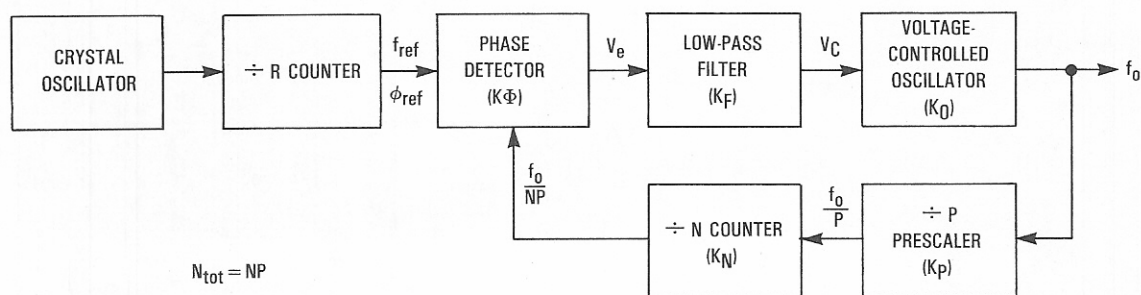 CRYSTAL
OSCILLATOR
÷ R COUNTER
fref
ϕref
PHASE
DETECTOR
(KΦ)
Ve
LOW-PASS
FILTER
(KF)
VC
VOLTAGE-
CONTROLLED
OSCILLATOR
(KO)
fo
fo
NP
÷ N COUNTER
(KN)
fo
P
÷ P
PRESCALER
(KP)
Ntot = NP